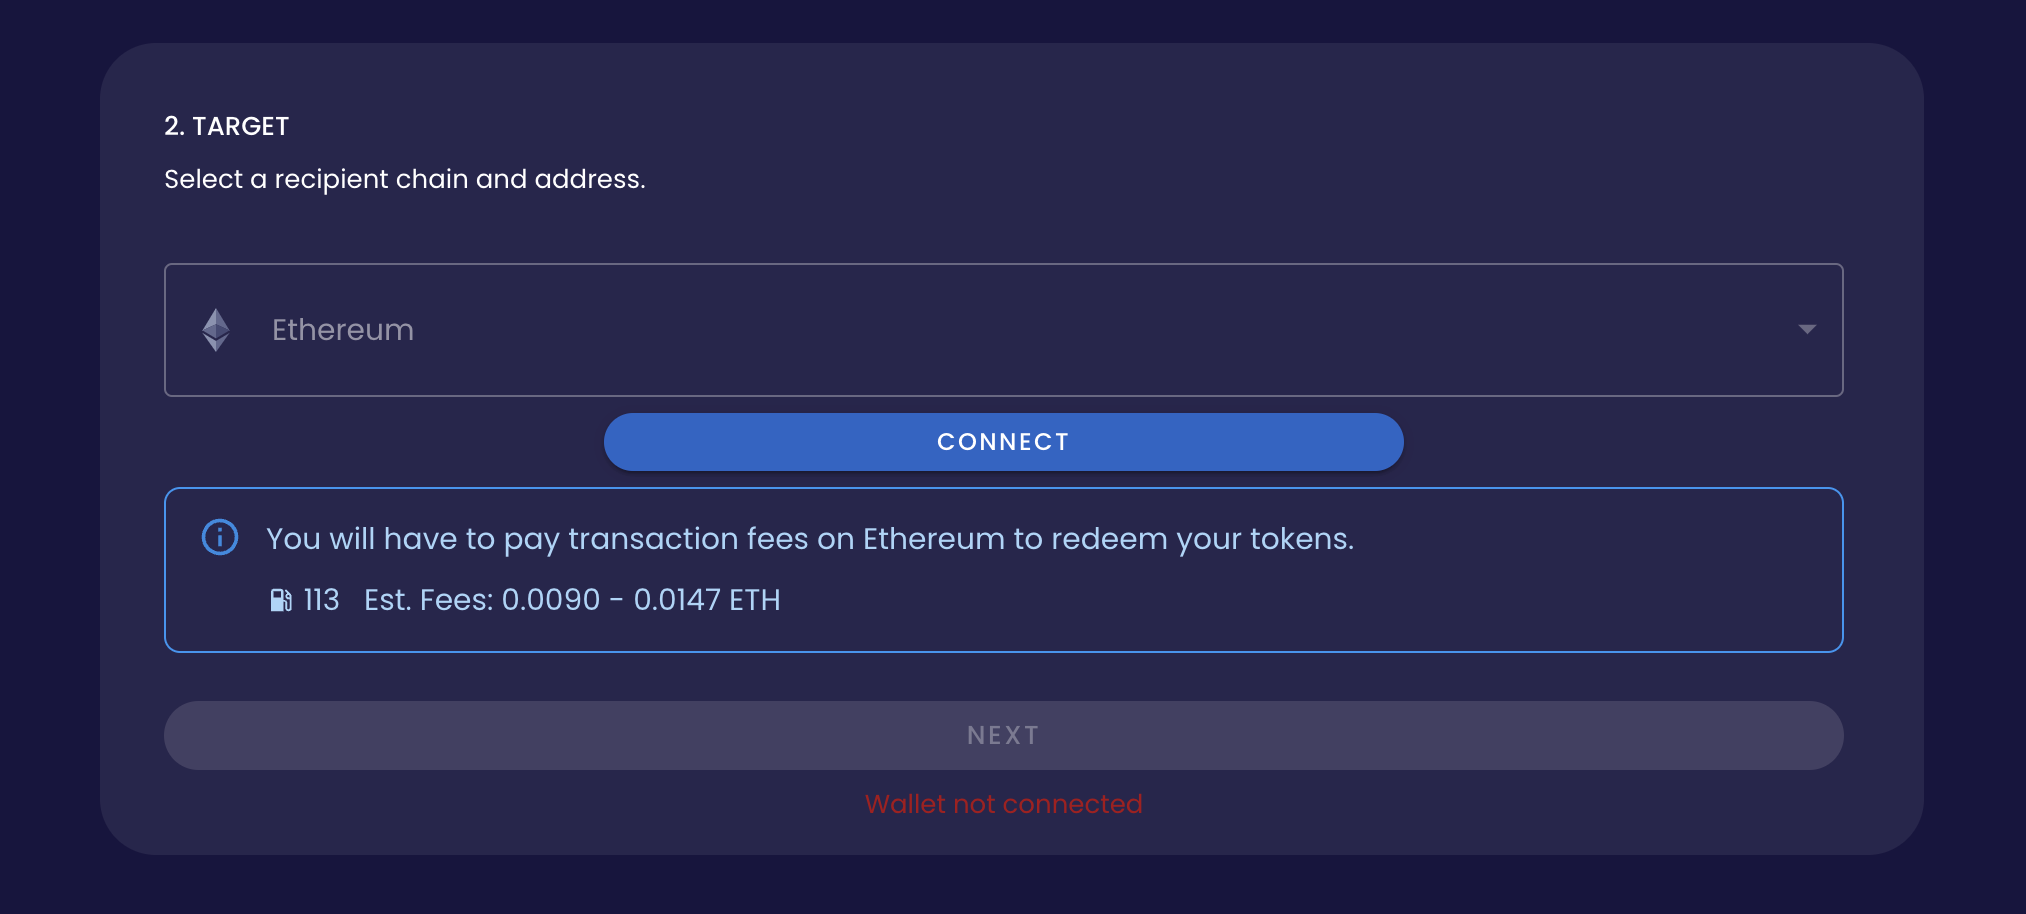 2. TARGET
Select a recipient chain and address.
Ethereum
CONNECT
You will have to pay transaction fees on Ethereum to redeem your tokens.
113 Est. Fees: 0.0090 - 0.0147 ETH
NEXT
Wallet not connected